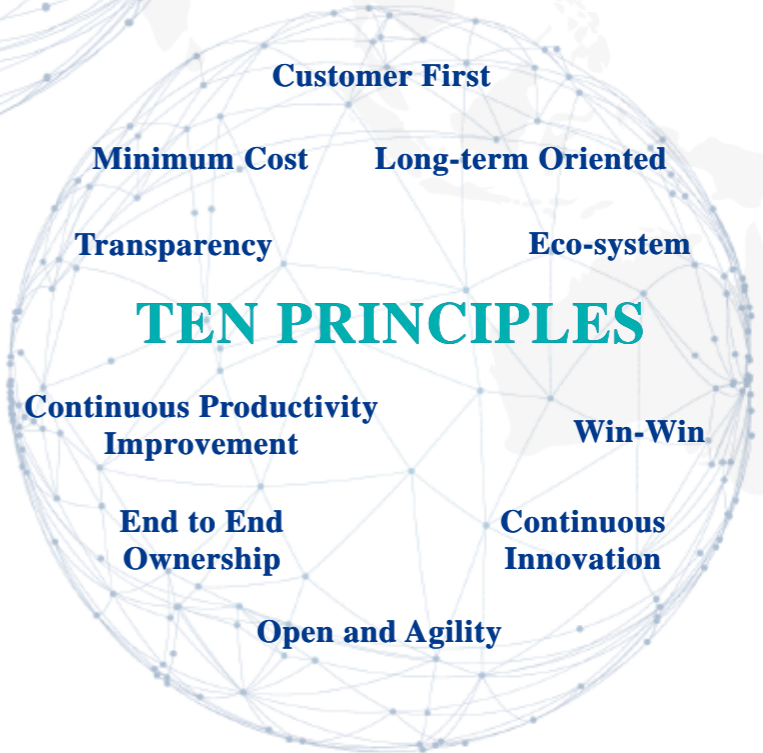 Customer First
Minimum Cost
Long-term Oriented
Transparency
Eco-system
TEN PRINCIPLES
Continuous Productivity
Improvement
Win-Win
End to End
Ownership
Continuous
Innovation
Open and Agility